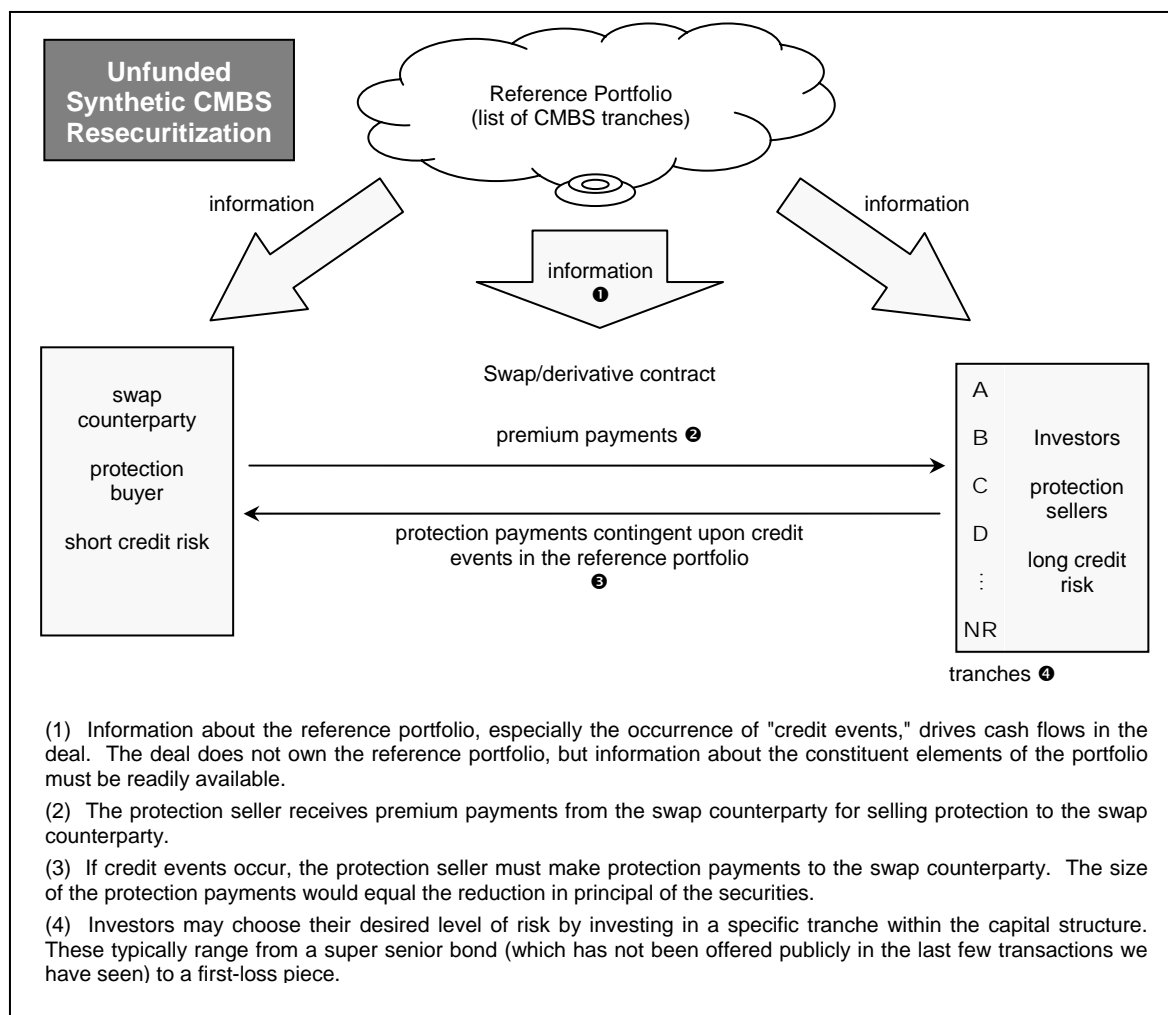 Unfunded
Synthetic CMBS
Resecuritization
Reference Portfolio
(list of CMBS tranches)
information
information
information
❶
Swap/derivative contract
swap
counterparty
protection
buyer
short credit risk
premium payments ❷
protection payments contingent upon credit
events in the reference portfolio
❸
A
B
C
D
⋮
NR
Investors
protection
sellers
long credit
risk
tranches ❹
(1) Information about the reference portfolio, especially the occurrence of "credit events," drives cash flows in the
deal. The deal does not own the reference portfolio, but information about the constituent elements of the portfolio
must be readily available.
(2) The protection seller receives premium payments from the swap counterparty for selling protection to the swap
counterparty.
(3) If credit events occur, the protection seller must make protection payments to the swap counterparty. The size
of the protection payments would equal the reduction in principal of the securities.
(4) Investors may choose their desired level of risk by investing in a specific tranche within the capital structure.
These typically range from a super senior bond (which has not been offered publicly in the last few transactions we
have seen) to a first-loss piece.